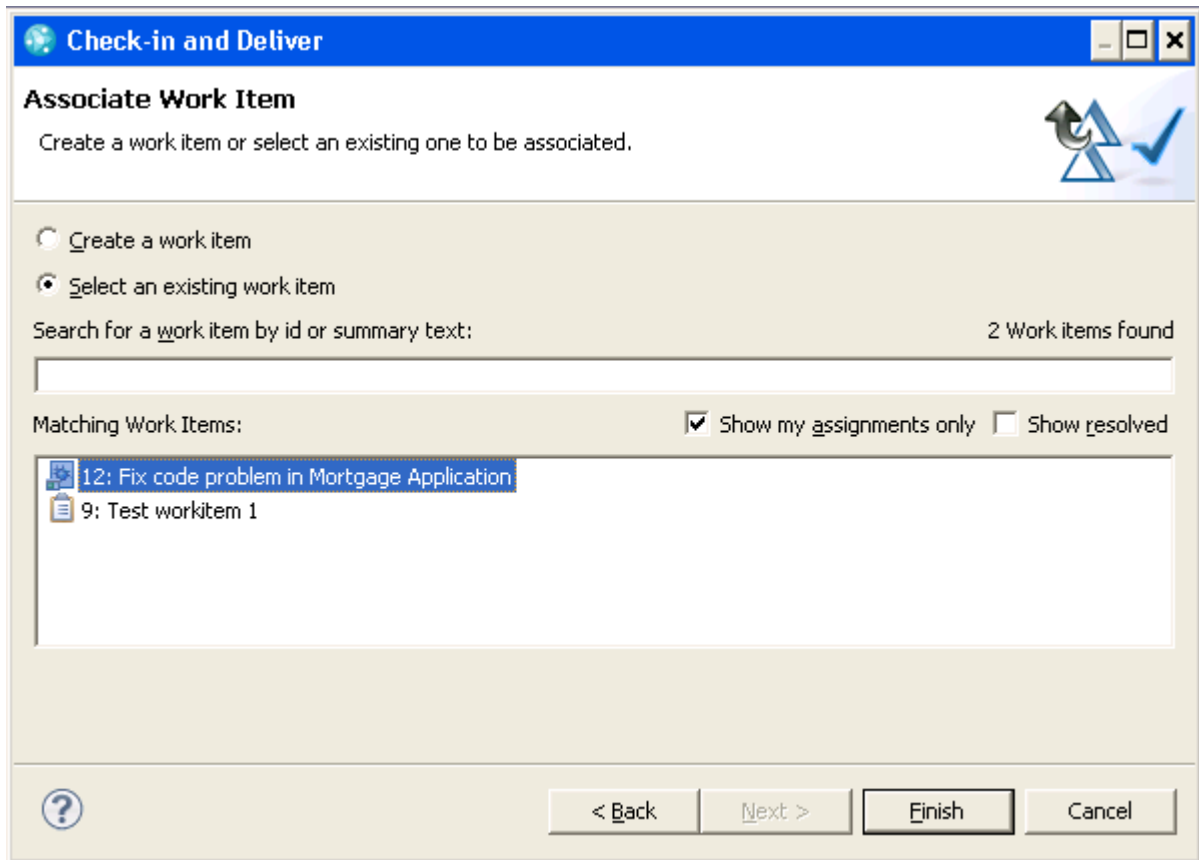 Check-in and Deliver
Associate Work Item
Create a work item or select an existing one to be associated.
Create a work item
Select an existing work item
Search for a work item by id or summary text: 2 Work items found
Matching Work Items: Show my assignments only Show resolved
12: Fix code problem in Mortgage Application
9: Test workitem 1
? < Back Next > Finish Cancel